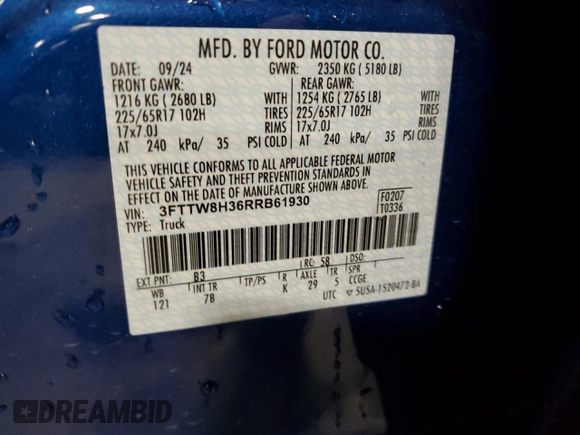 MFD. BY FORD MOTOR CO.
DATE: 09/24 GVWR: 2350 KG ( 5180 LB)
FRONT GAWR: REAR GAWR:
1216 KG ( 2680 LB) WITH 1254 KG ( 2765 LB) WITH
225/65R17 102H TIRES 225/65R17 102H TIRES
17x7.0J RIMS 17x7.0J RIMS
AT 240 kPa/ 35 PSI COLD AT 240 kPa/ 35 PSI COLD
THIS VEHICLE CONFORMS TO ALL APPLICABLE FEDERAL MOTOR
VEHICLE SAFETY AND THEFT PREVENTION STANDARDS IN
EFFECT ON THE DATE OF MANUFACTURE SHOWN ABOVE.
VIN: 3FTTW8H36RRB61930 F0207
TYPE: Truck T0336
EXT PNT: B3 RC: 58 DSO:
WB INT TR TP/PS R AXLE TR SPR
121 7B K 29 5 CCGE
UTC ▽ 5U5A-1520472-BA
DREAMBID